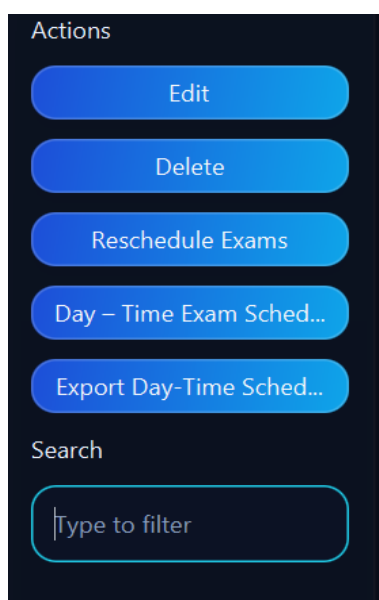 Actions
Edit
Delete
Reschedule Exams
Day – Time Exam Sched...
Export Day-Time Sched...
Search
Type to filter